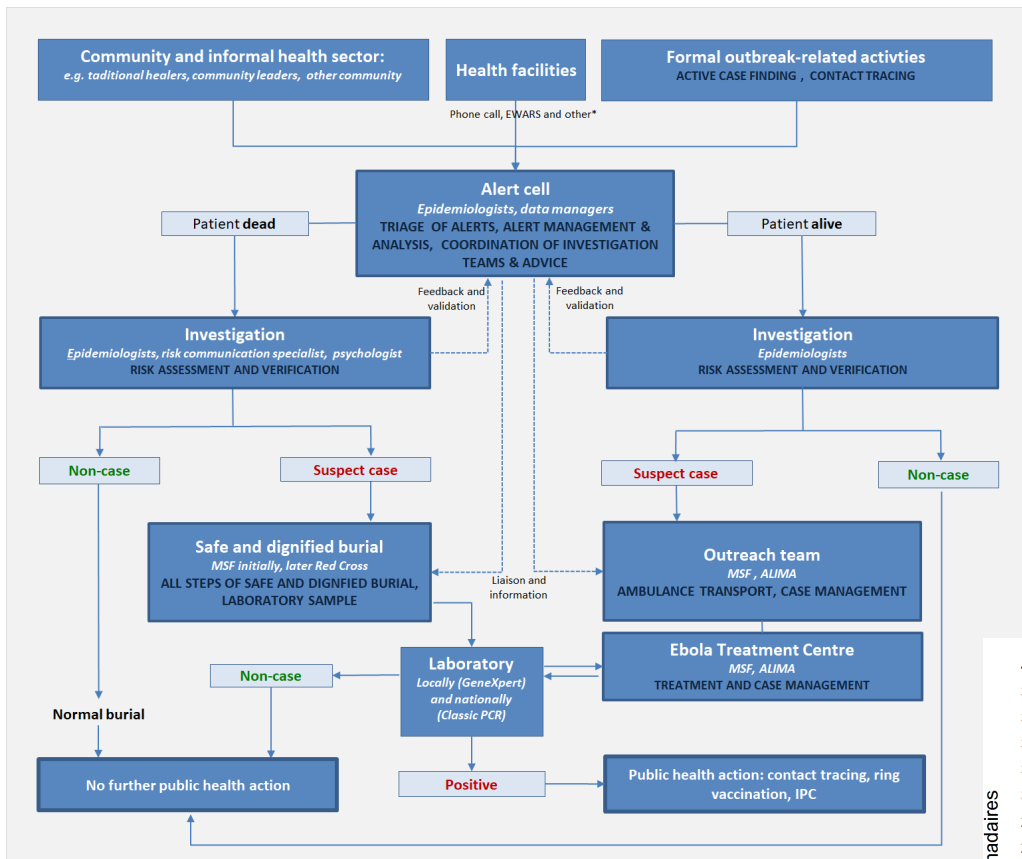 Community and informal health sector:
e.g. taditional healers, community leaders, other community
Health facilities
Formal outbreak-related activties
ACTIVE CASE FINDING , CONTACT TRACING
Phone call, EWARS and other*
Alert cell
Epidemiologists, data managers
TRIAGE OF ALERTS, ALERT MANAGEMENT &
ANALYSIS, COORDINATION OF INVESTIGATION
TEAMS & ADVICE
Patient dead
Patient alive
Feedback and
validation
Feedback and
validation
Investigation
Epidemiologists, risk communication specialist, psychologist
RISK ASSESSMENT AND VERIFICATION
Investigation
Epidemiologists
RISK ASSESSMENT AND VERIFICATION
Non-case
Suspect case
Suspect case
Non-case
Safe and dignified burial
MSF initially, later Red Cross
ALL STEPS OF SAFE AND DIGNFIED BURIAL,
LABORATORY SAMPLE
Liaison and
information
Outreach team
MSF , ALIMA
AMBULANCE TRANSPORT, CASE MANAGEMENT
Ebola Treatment Centre
MSF, ALIMA
TREATMENT AND CASE MANAGEMENT
Laboratory
Locally (GeneXpert)
and nationally
(Classic PCR)
Non-case
Normal burial
No further public health action
Positive
Public health action: contact tracing, ring
vaccination, IPC